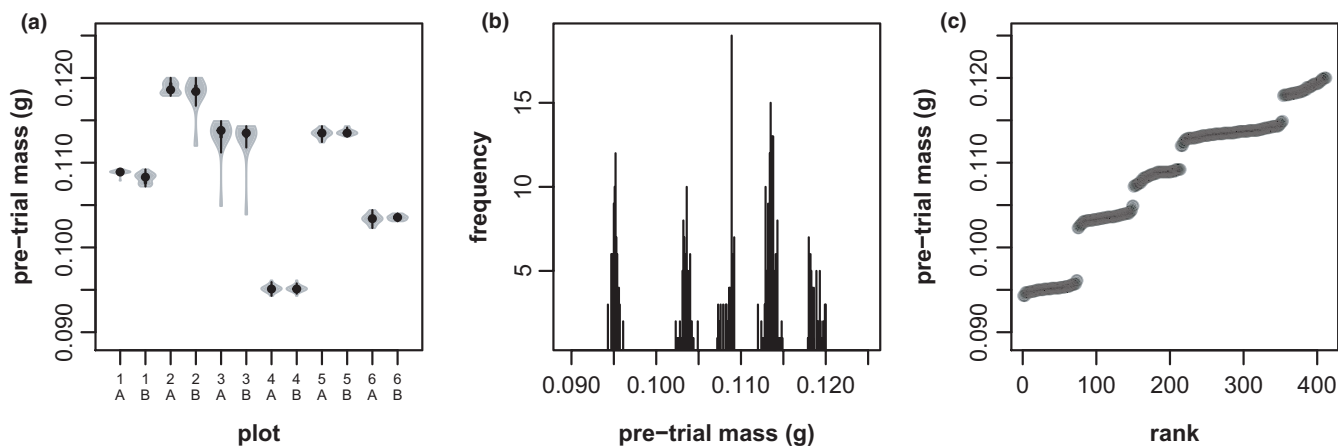 (a)
pre−trial mass (g)
0.120
0.110
0.100
0.090
1 1 2 2 3 3 4 4 5 5 6 6
A B A B A B A B A B A B
plot
(b)
frequency
15
10
5
0.090 0.100 0.110 0.120
pre−trial mass (g)
(c)
pre−trial mass (g)
0.120
0.110
0.100
0.090
0 100 200 300 400
rank